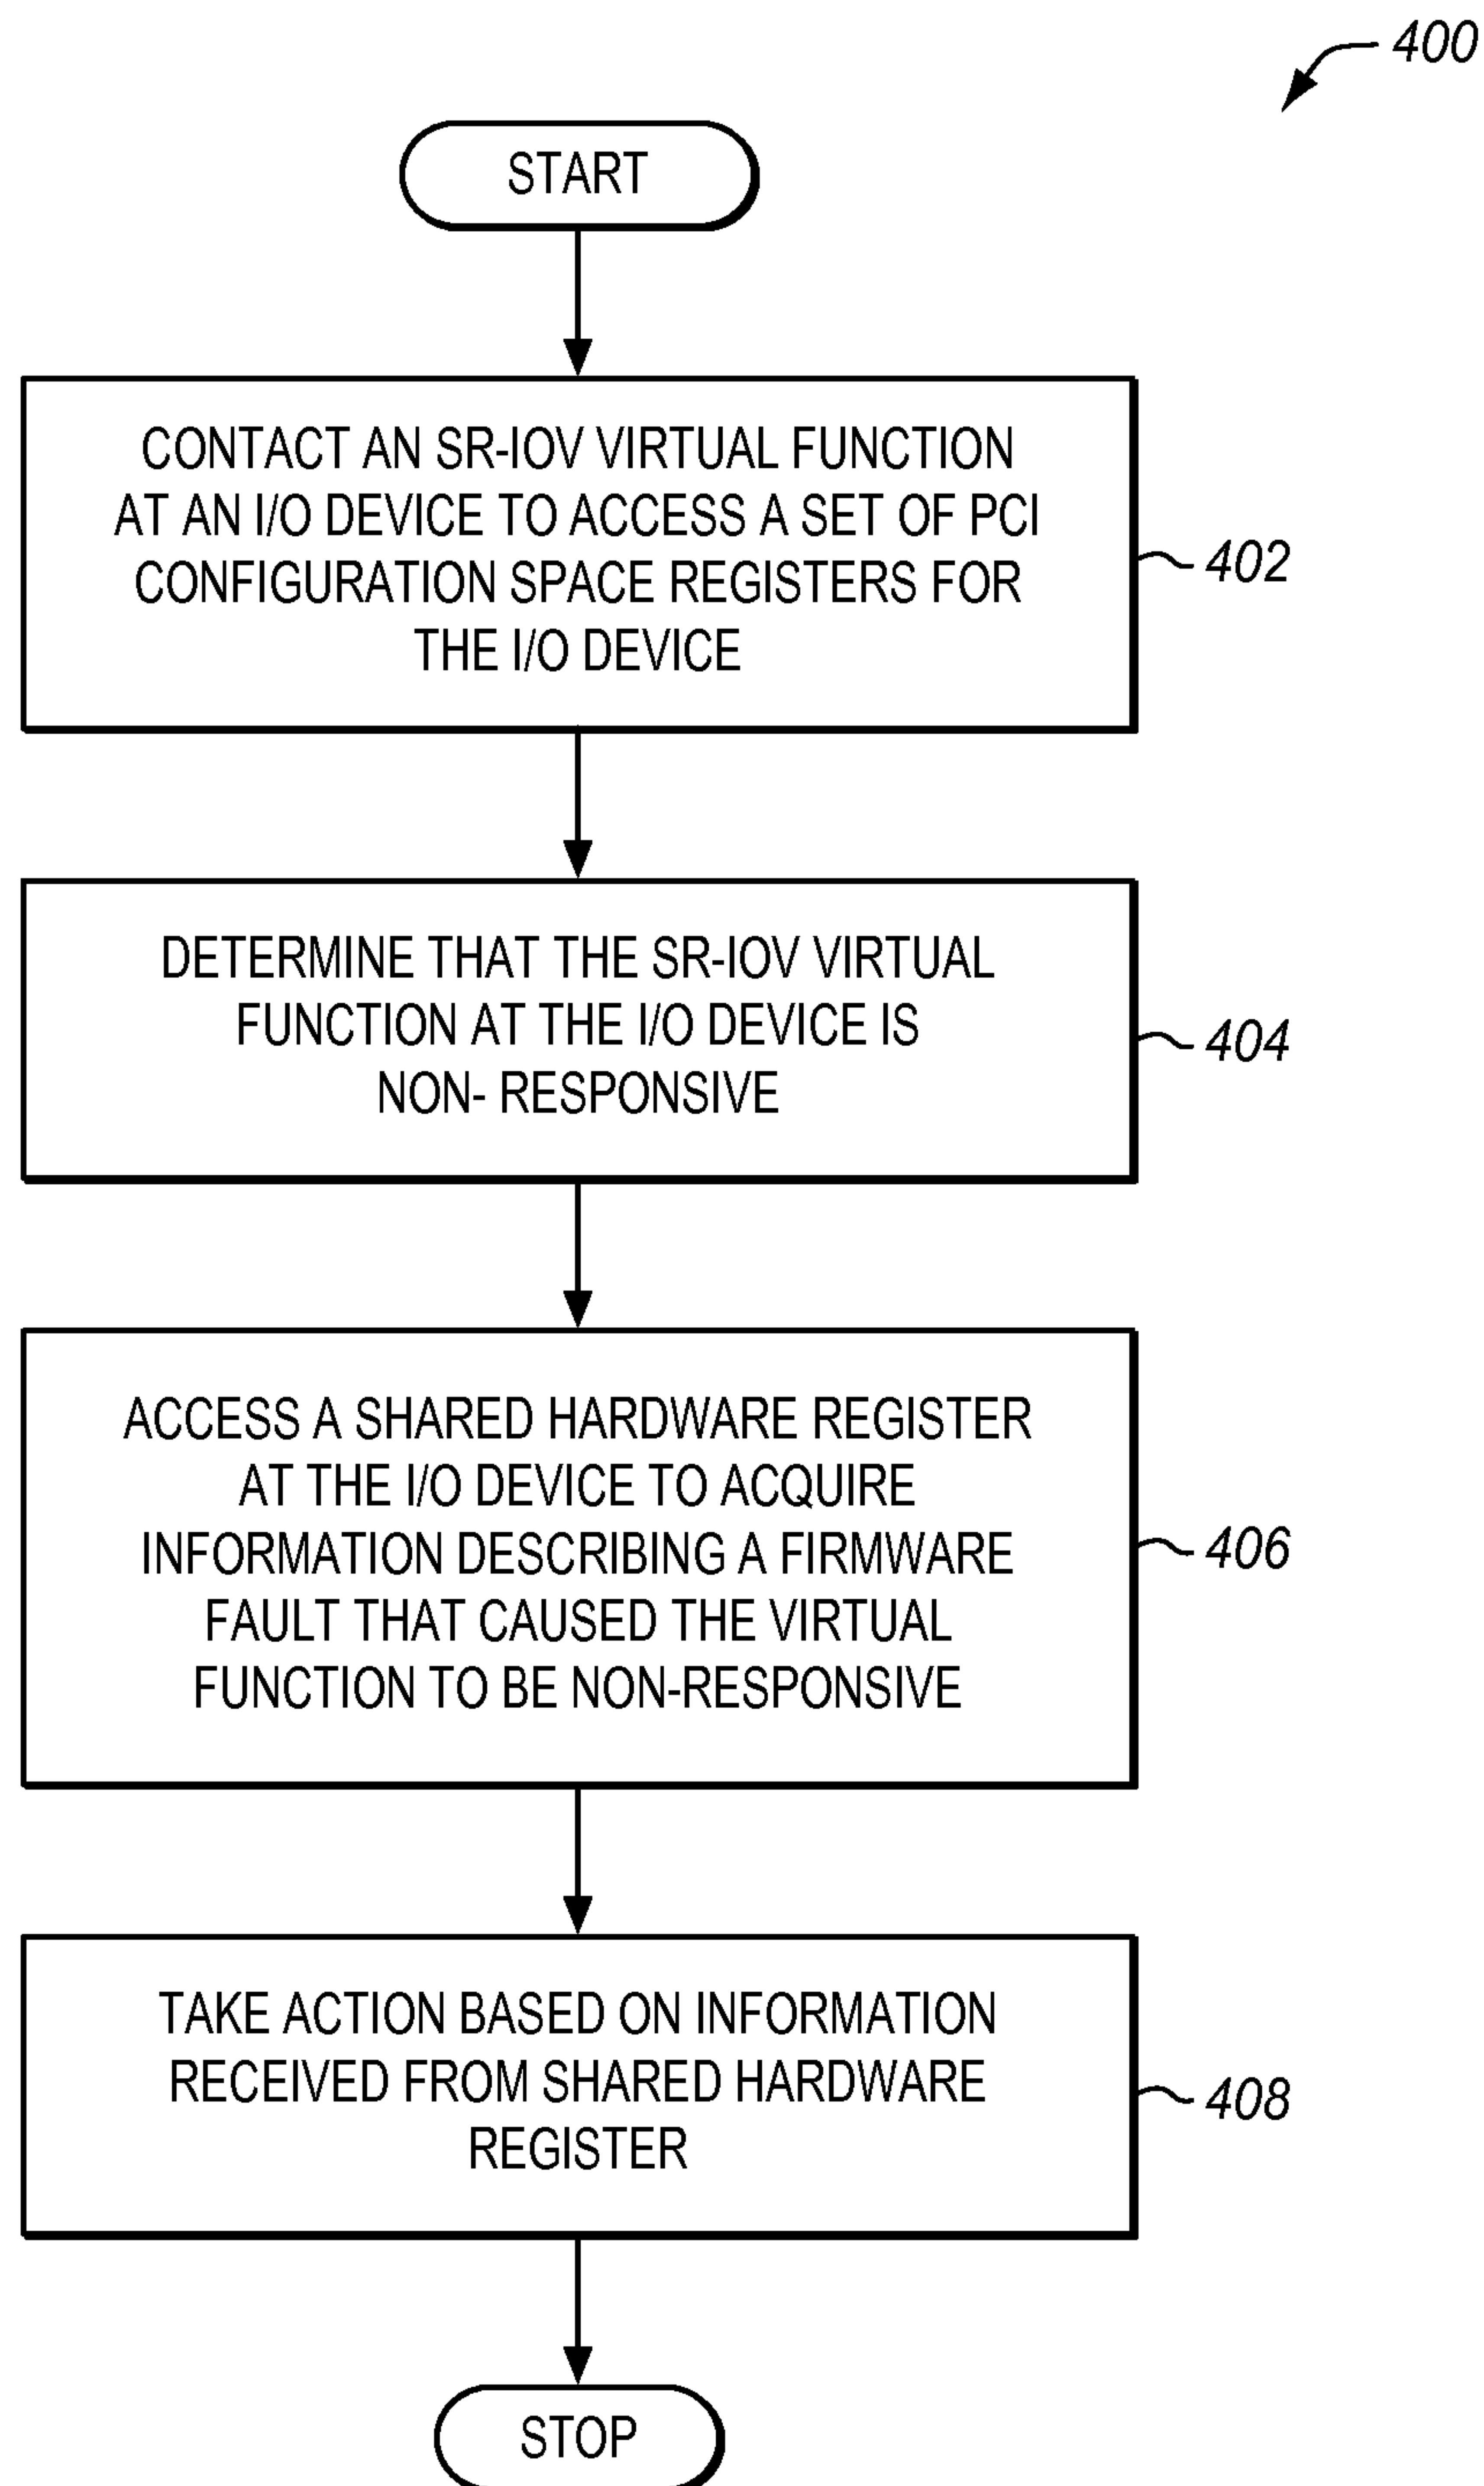 400
START
CONTACT AN SR-IOV VIRTUAL FUNCTION
AT AN I/O DEVICE TO ACCESS A SET OF PCI
CONFIGURATION SPACE REGISTERS FOR
THE I/O DEVICE
402
DETERMINE THAT THE SR-IOV VIRTUAL
FUNCTION AT THE I/O DEVICE IS
NON- RESPONSIVE
404
ACCESS A SHARED HARDWARE REGISTER
AT THE I/O DEVICE TO ACQUIRE
INFORMATION DESCRIBING A FIRMWARE
FAULT THAT CAUSED THE VIRTUAL
FUNCTION TO BE NON-RESPONSIVE
406
TAKE ACTION BASED ON INFORMATION
RECEIVED FROM SHARED HARDWARE
REGISTER
408
STOP